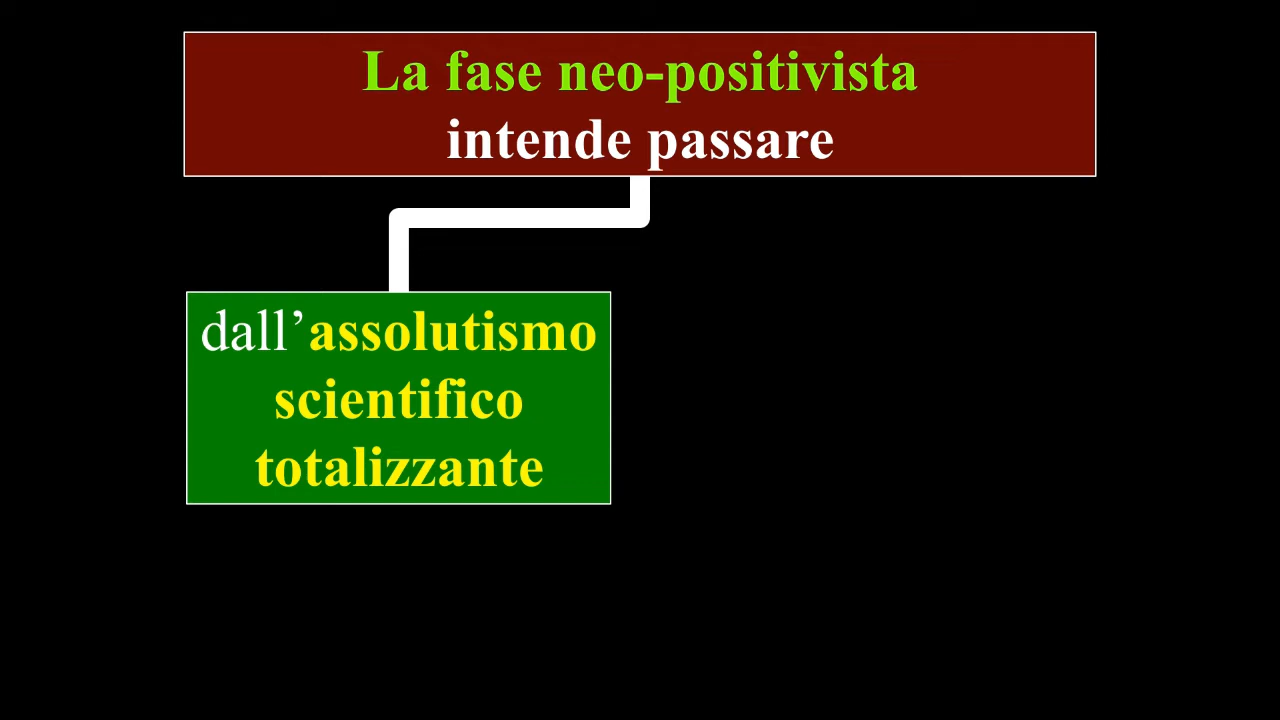 La fase neo-positivista
intende passare
dall’assolutismo
scientifico
totalizzante